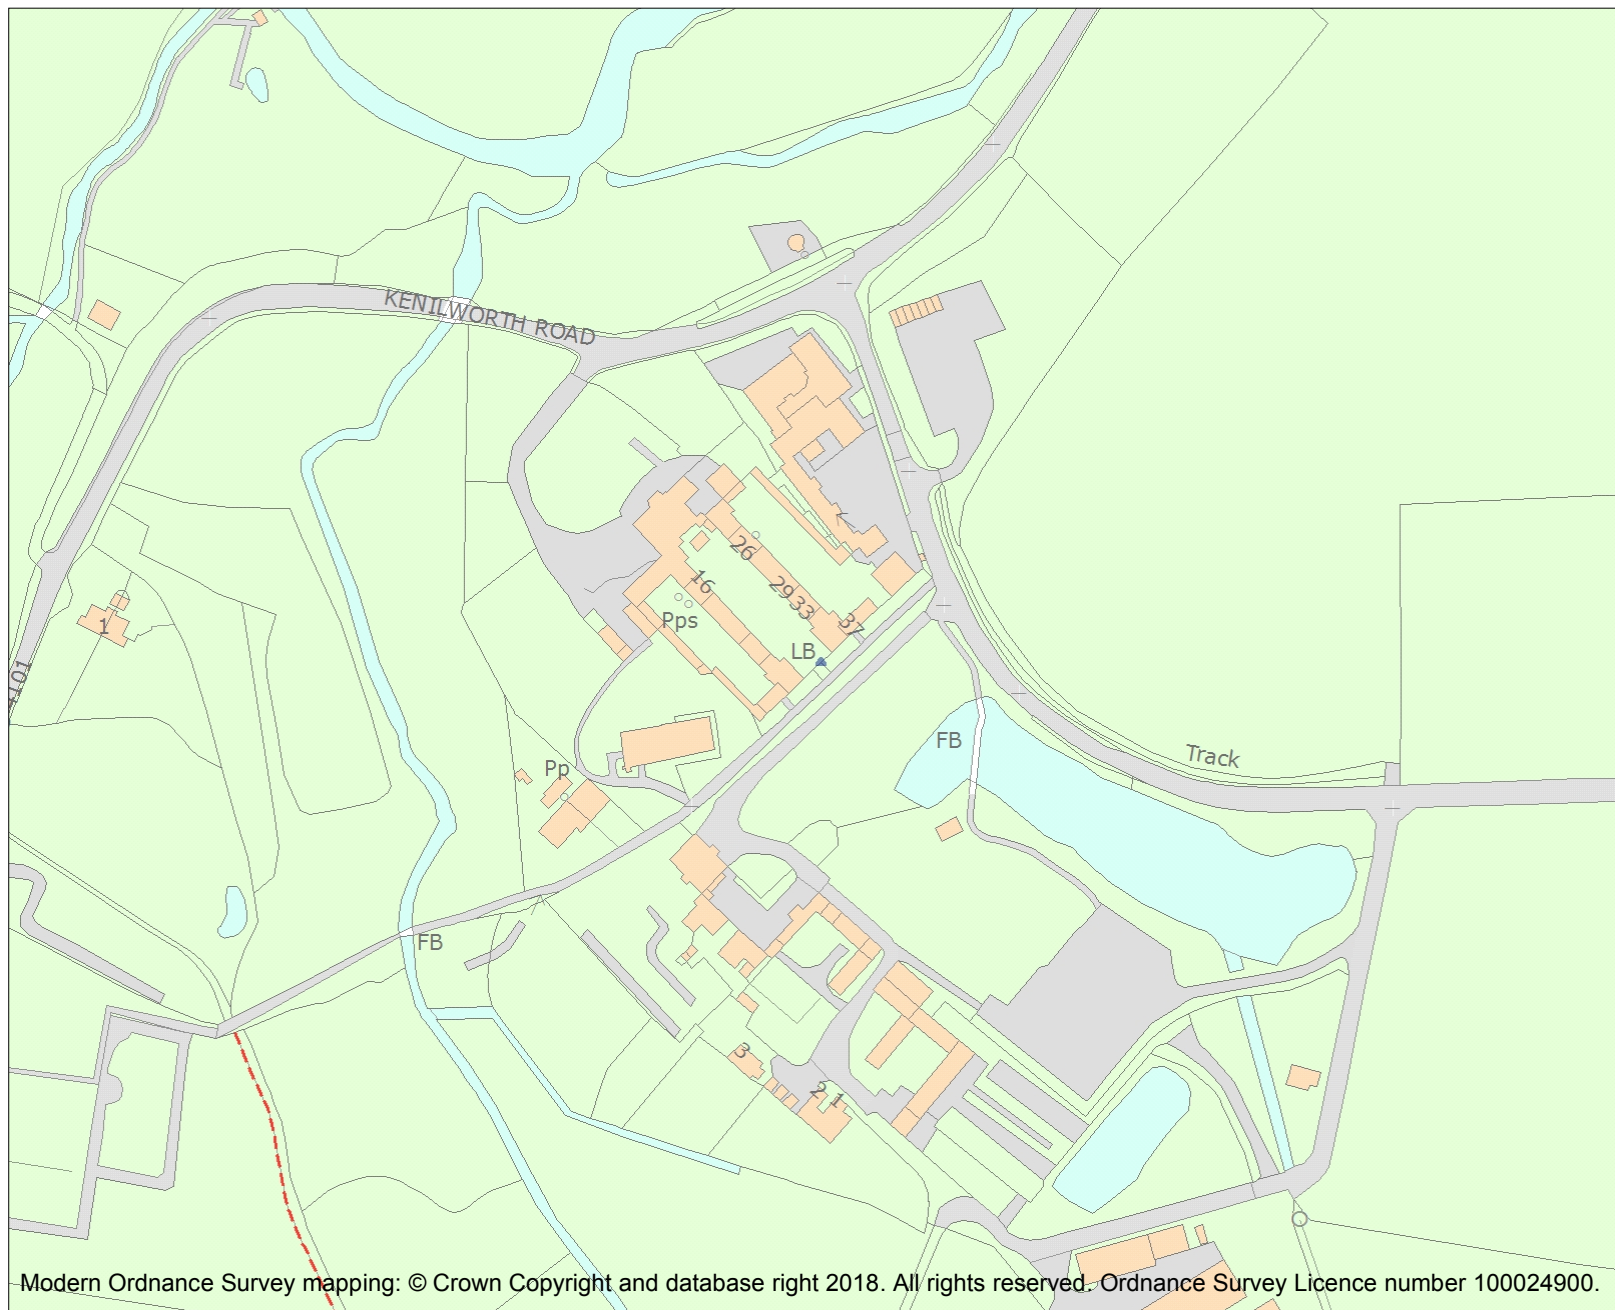 KENILWORTH ROAD
26
16
29
33
37
Pps
LB
1
FB
Track
Pp
FB
3
2
1
Modern Ordnance Survey mapping: © Crown Copyright and database right 2018. All rights reserved. Ordnance Survey Licence number 100024900.